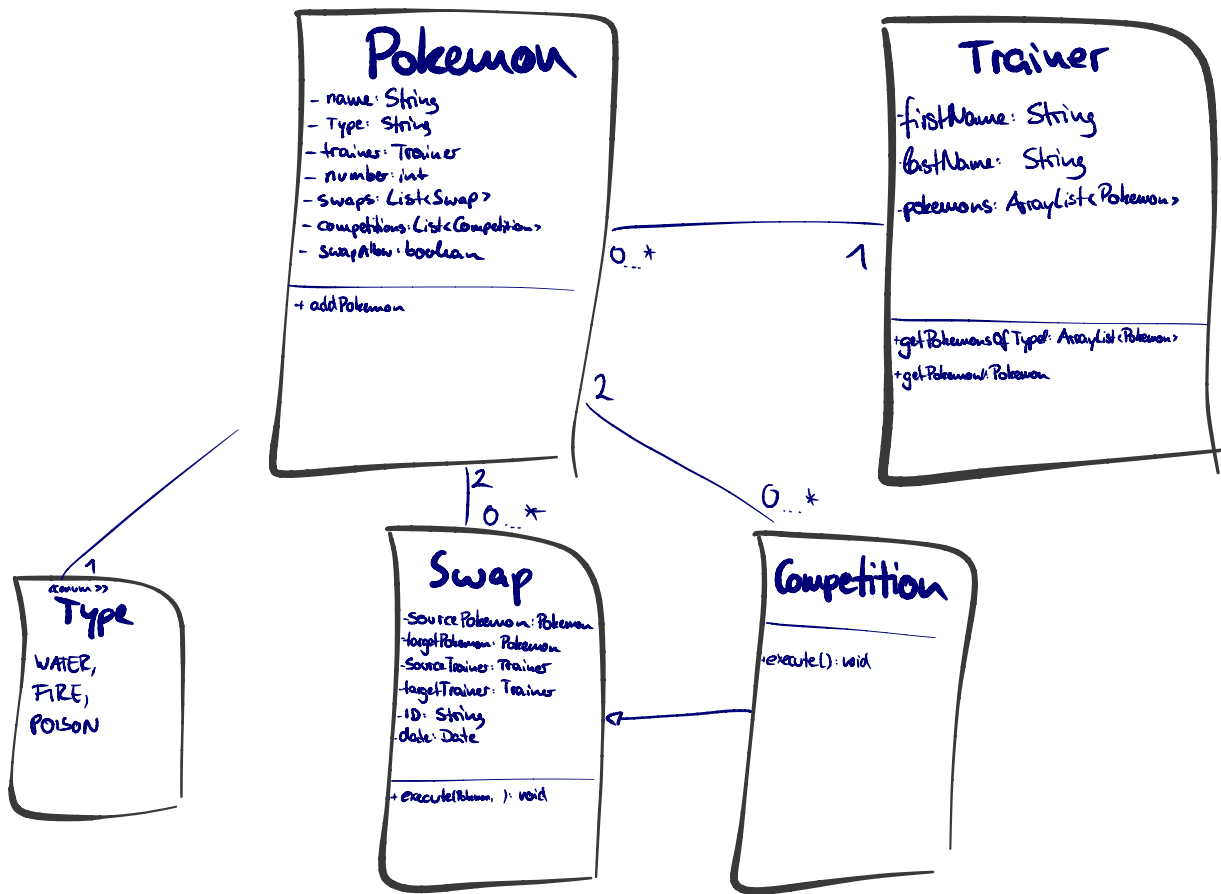 Pokemon
- name: String
- Type: String
- trainer: Trainer
- number: int
- swaps: List<Swap>
- competitions: List<Competition>
- swapAllow: boolean
+ addPokemon
Trainer
-firstName: String
-lastName: String
-pokemons: ArrayList<Pokemon>
+getPokemonsOfType: ArrayList<Pokemon>
+getPokemon: Pokemon
0...*
1
2
0...*
2
0...*
1
<<enum>>
Type
WATER,
FIRE,
POISON
Swap
-sourcePokemon: Pokemon
-targetPokemon: Pokemon
-sourceTrainer: Trainer
-targetTrainer: Trainer
-ID: String
-date: Date
+ execute(Pokemon, ): void
Competition
+execute(): void